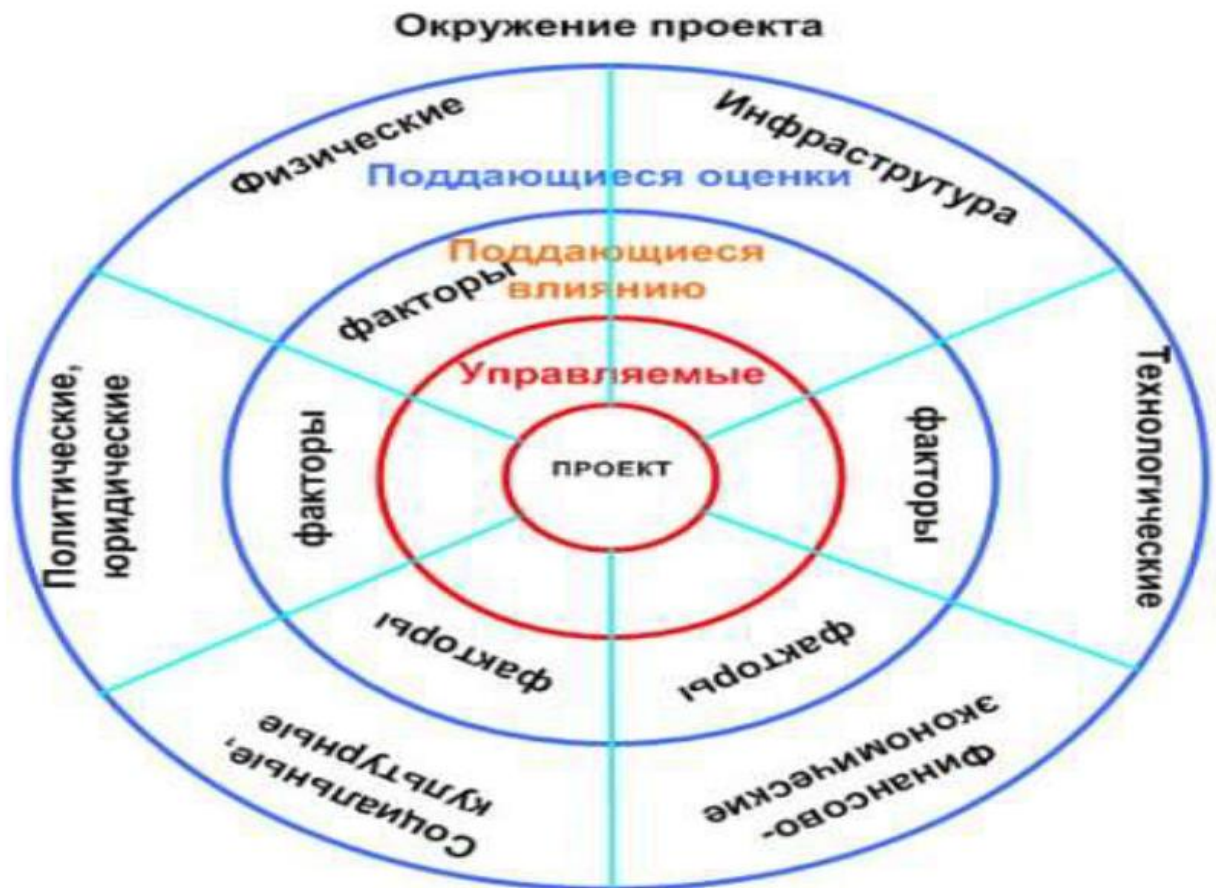 Окружение проекта
Физические
Инфраструтура
Поддающиеся оценки
Поддающиеся
влиянию
факторы
Управляемые
ПРОЕКТ
Политические,
юридические
факторы
факторы
Технологические
факторы
факторы
Социальные,
культурные
Финансово-
экономические